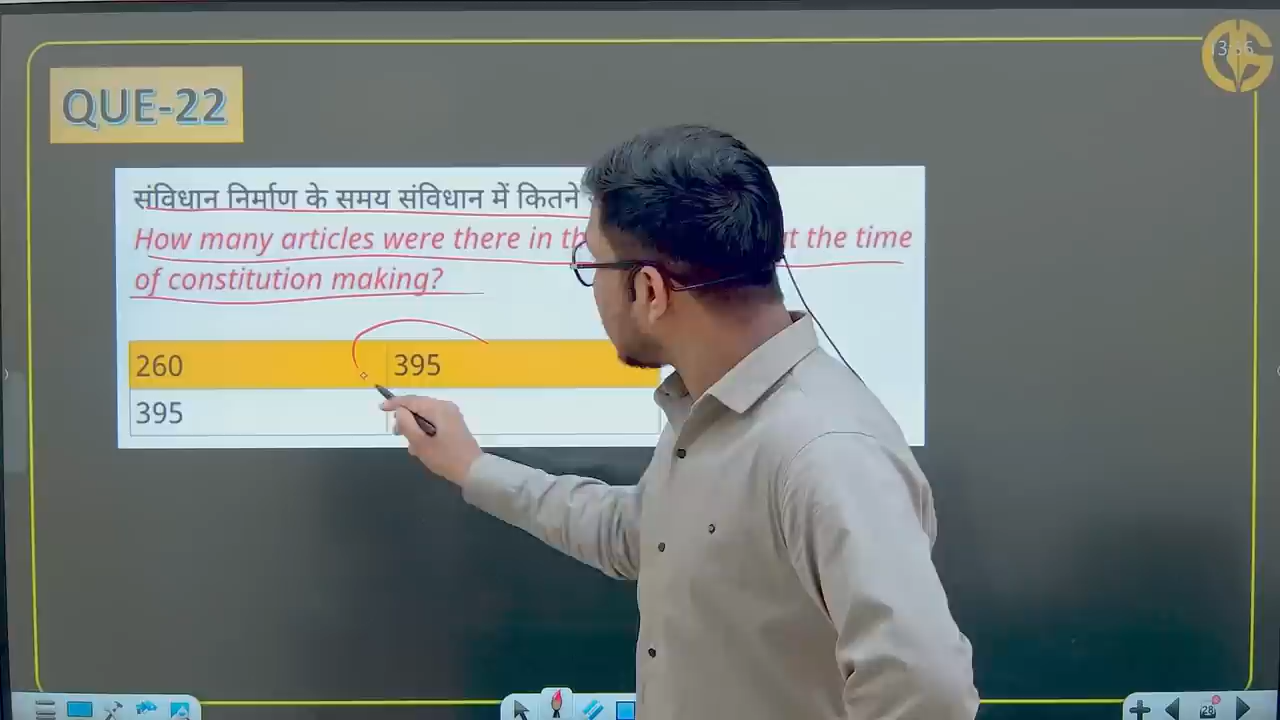 QUE-22
संविधान निर्माण के समय संविधान में कितने
How many articles were there in th at the time
of constitution making?
260 395
395
28